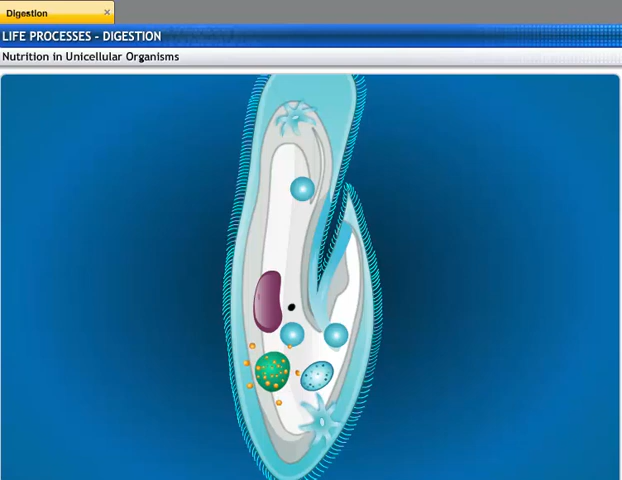 Digestion
LIFE PROCESSES - DIGESTION
Nutrition in Unicellular Organisms